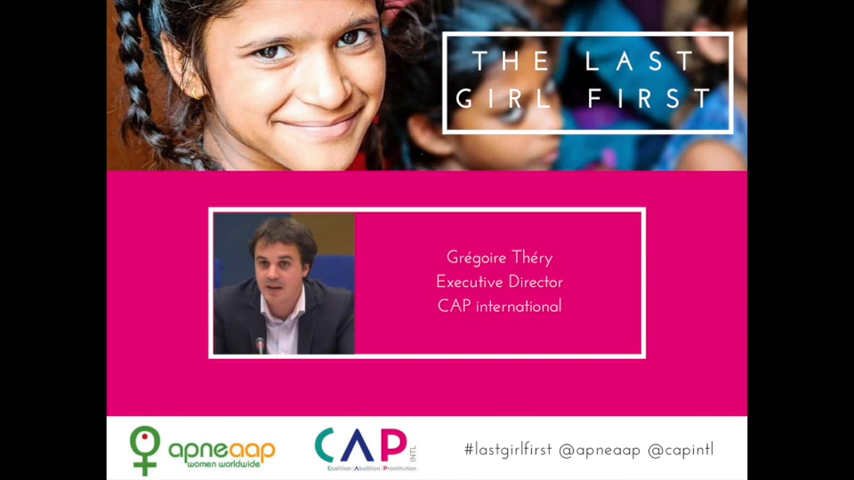 THE LAST
GIRL FIRST
Grégoire Théry
Executive Director
CAP international
apneaap
women worldwide
CAP INTL
Coalition Abolition Prostitution
#lastgirlfirst @apneaap @capintl